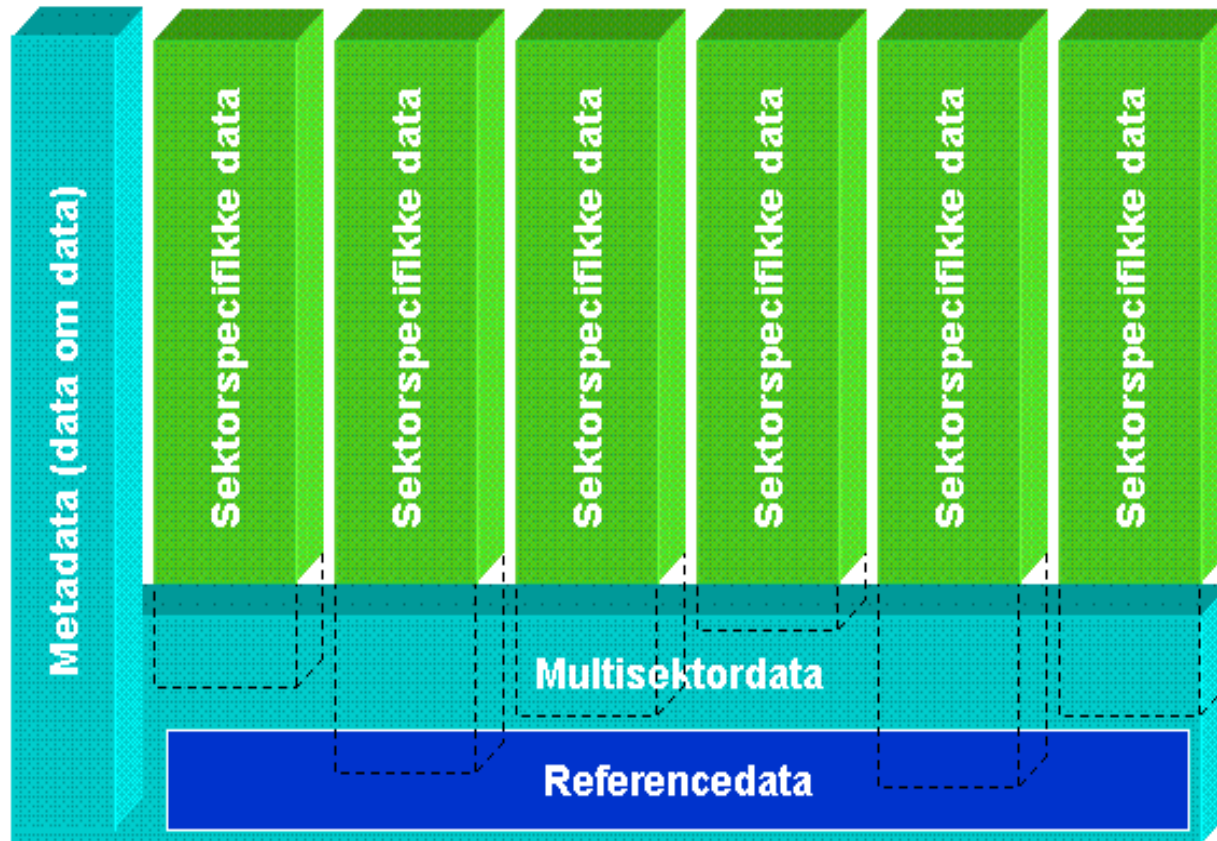 Metadata (data om data)
Sektorspecifikke data
Sektorspecifikke data
Sektorspecifikke data
Sektorspecifikke data
Sektorspecifikke data
Sektorspecifikke data
Multisektordata
Referencedata